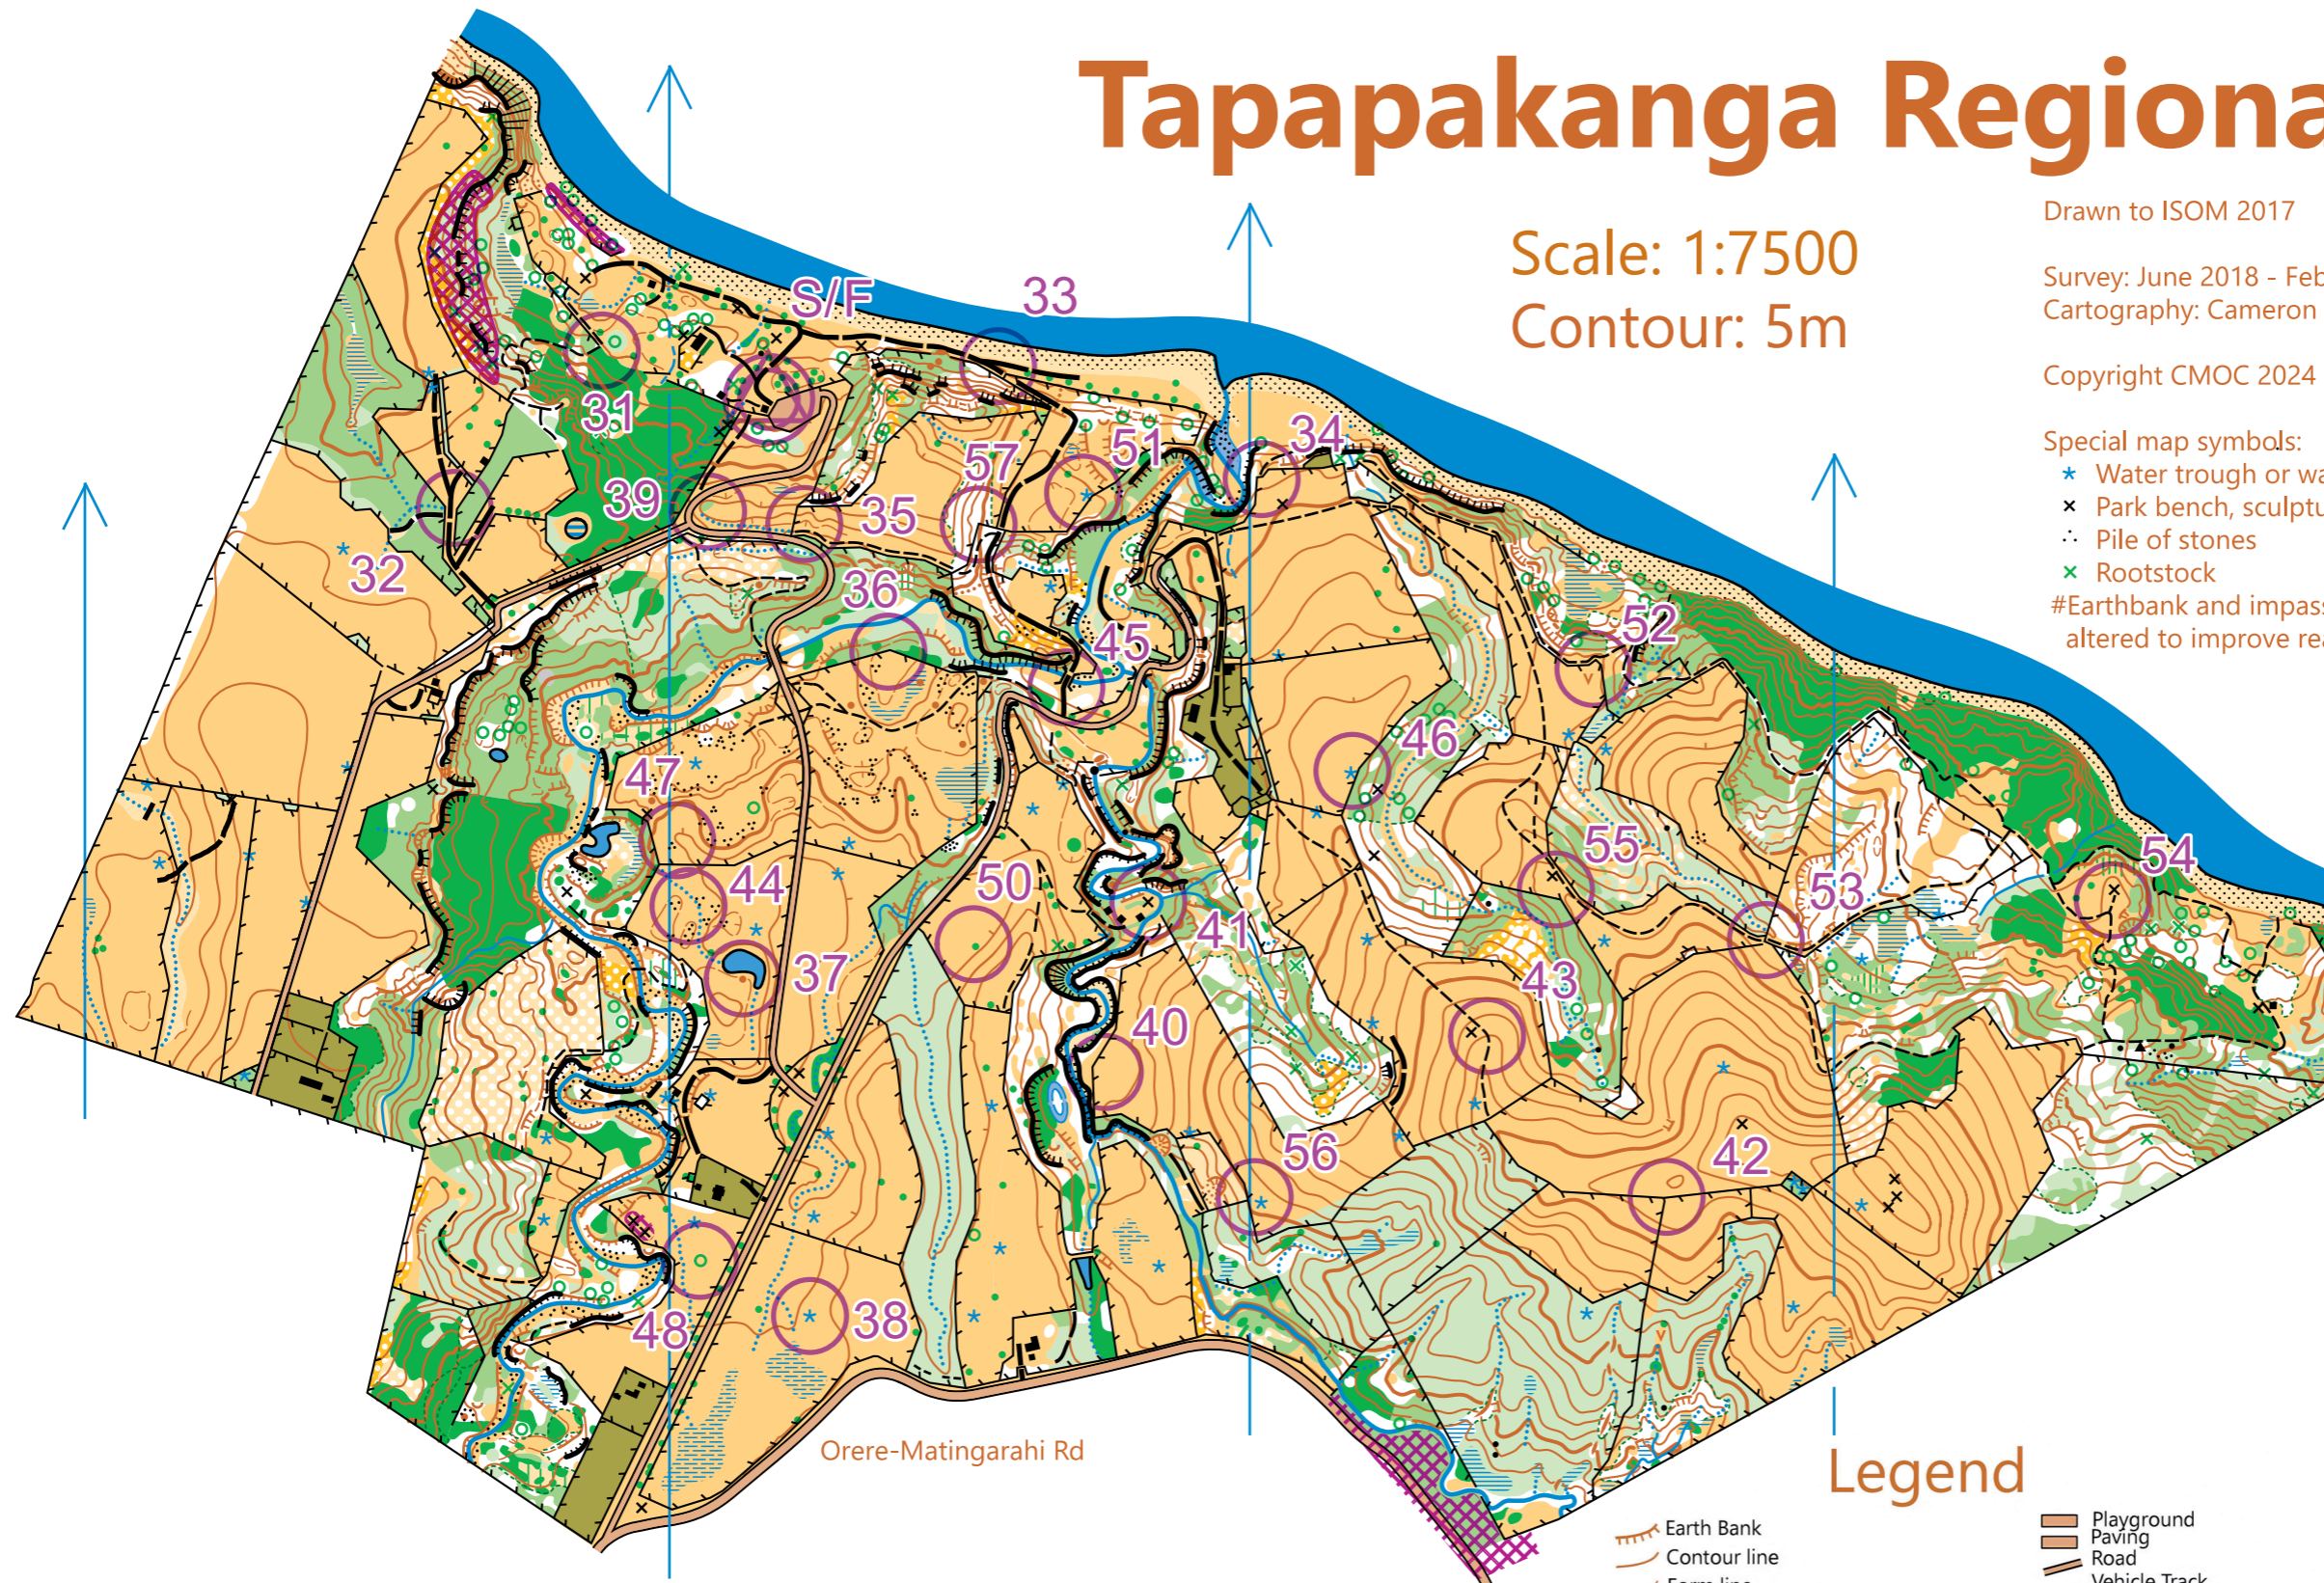 Tapapakanga Regiona
Scale: 1:7500
Contour: 5m
Drawn to ISOM 2017
Survey: June 2018 - Feb
Cartography: Cameron
Copyright CMOC 2024
Special map symbols:
* Water trough or wa
× Park bench, sculptu
Pile of stones
× Rootstock
#Earthbank and impass
altered to improve rea
S/F
33
31
51
34
57
39
35
32
36
45
52
46
47
55
44
50
53
54
41
37
43
40
56
42
48
38
Orere-Matingarahi Rd
Legend
Earth Bank
Contour line
Form line
Playground
Paving
Road
Vehicle Track